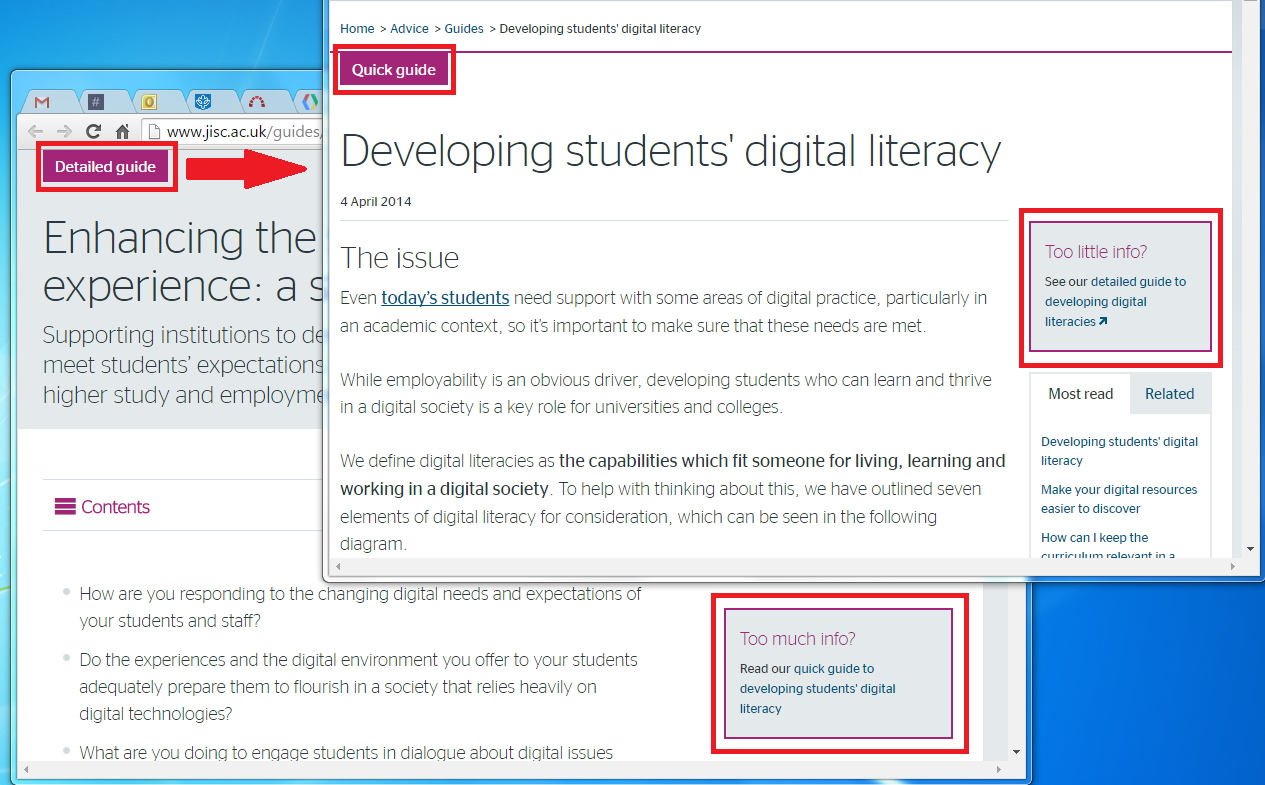 Home > Advice > Guides > Developing students' digital literacy
Quick guide
Developing students' digital literacy
4 April 2014
The issue
Even today's students need support with some areas of digital practice, particularly in
an academic context, so it's important to make sure that these needs are met.
While employability is an obvious driver, developing students who can learn and thrive
in a digital society is a key role for universities and colleges.
We define digital literacies as the capabilities which fit someone for living, learning and
working in a digital society. To help with thinking about this, we have outlined seven
elements of digital literacy for consideration, which can be seen in the following
diagram.
Too little info?
See our detailed guide to
developing digital
literacies
Most read
Related
Developing students' digital
literacy
Make your digital resources
easier to discover
How can I keep the
curriculum relevant in a
www.jisc.ac.uk/guides/
Detailed guide
Enhancing the
experience: a s
Supporting institutions to de
meet students' expectations
higher study and employme
Contents
How are you responding to the changing digital needs and expectations of
your students and staff?
Do the experiences and the digital environment you offer to your students
adequately prepare them to flourish in a society that relies heavily on
digital technologies?
What are you doing to engage students in dialogue about digital issues
Too much info?
Read our quick guide to
developing students' digital
literacy